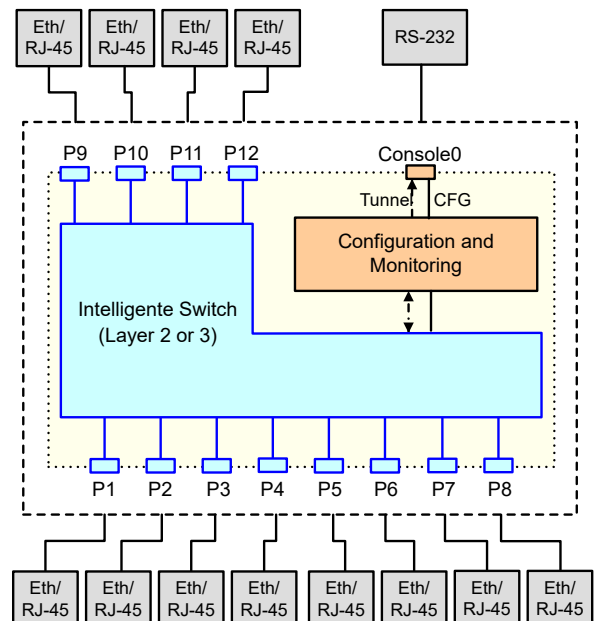 Eth/ Eth/ Eth/ Eth/
RJ-45 RJ-45 RJ-45 RJ-45
RS-232
P9 P10 P11 P12
Console0
Tunnel CFG
Configuration and
Monitoring
Intelligente Switch
(Layer 2 or 3)
P1 P2 P3 P4 P5 P6 P7 P8
Eth/ Eth/ Eth/ Eth/ Eth/ Eth/ Eth/ Eth/
RJ-45 RJ-45 RJ-45 RJ-45 RJ-45 RJ-45 RJ-45 RJ-45